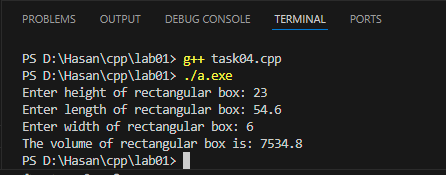 PROBLEMS OUTPUT DEBUG CONSOLE TERMINAL PORTS
PS D:\Hasan\cpp\lab01> g++ task04.cpp
PS D:\Hasan\cpp\lab01> ./a.exe
Enter height of rectangular box: 23
Enter length of rectangular box: 54.6
Enter width of rectangular box: 6
The volume of rectangular box is: 7534.8
PS D:\Hasan\cpp\lab01>